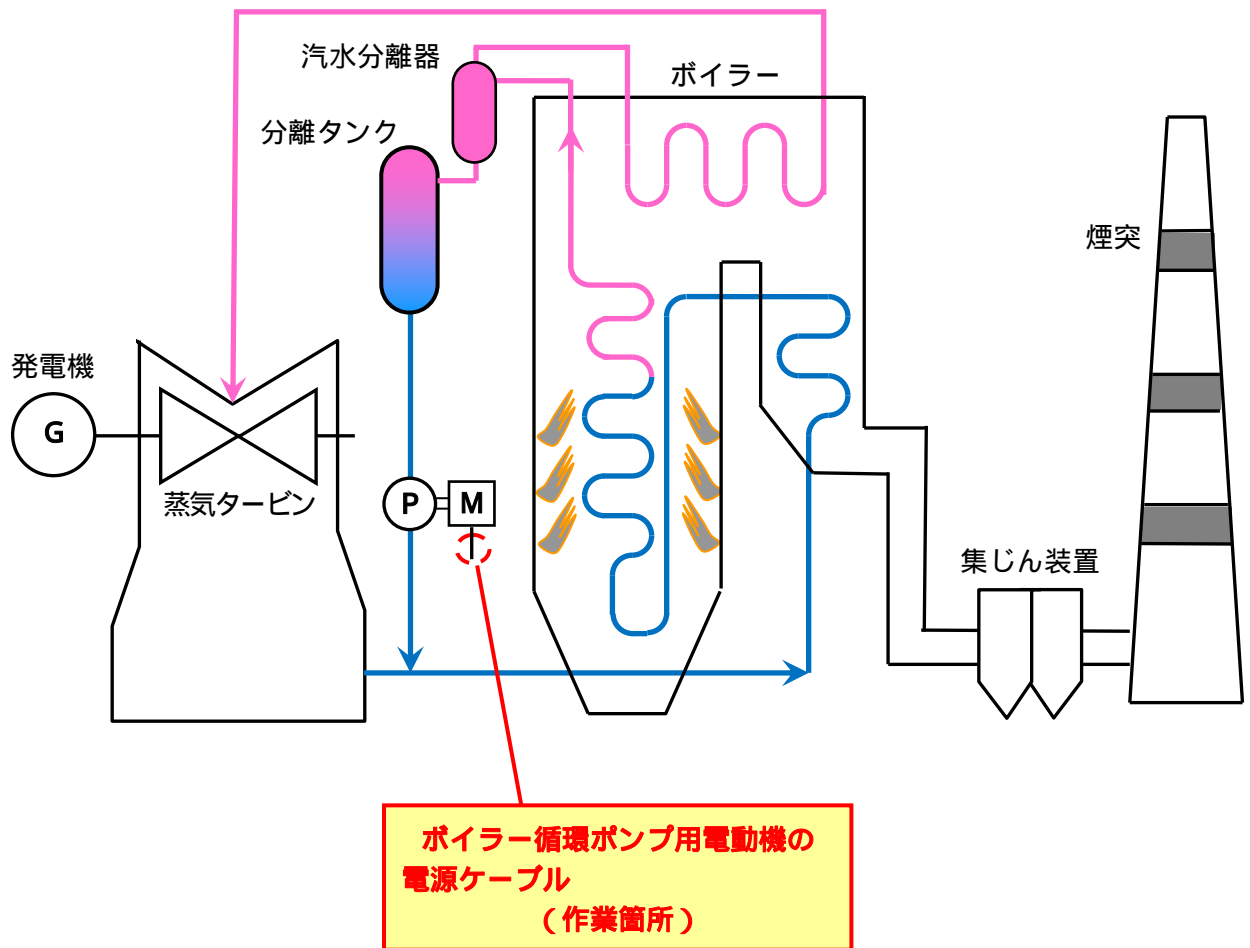 汽水分離器
ボイラー
分離タンク
煙突
発電機
G
蒸気タービン
P
M
集じん装置
ボイラー循環ポンプ用電動機の
電源ケーブル
(作業箇所)